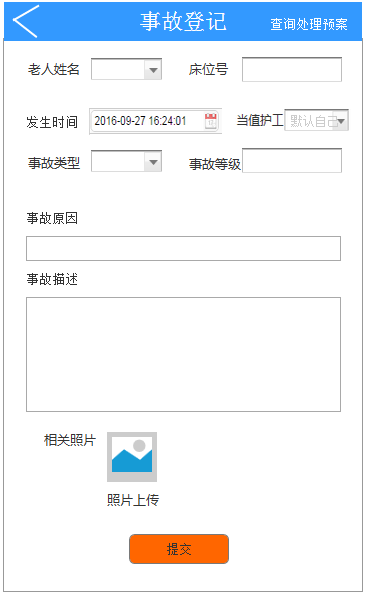 事故登记 查询处理预案
老人姓名 床位号
发生时间 2016-09-27 16:24:01 当值护工 默认自己
事故类型 事故等级
事故原因
事故描述
相关照片
照片上传
提交